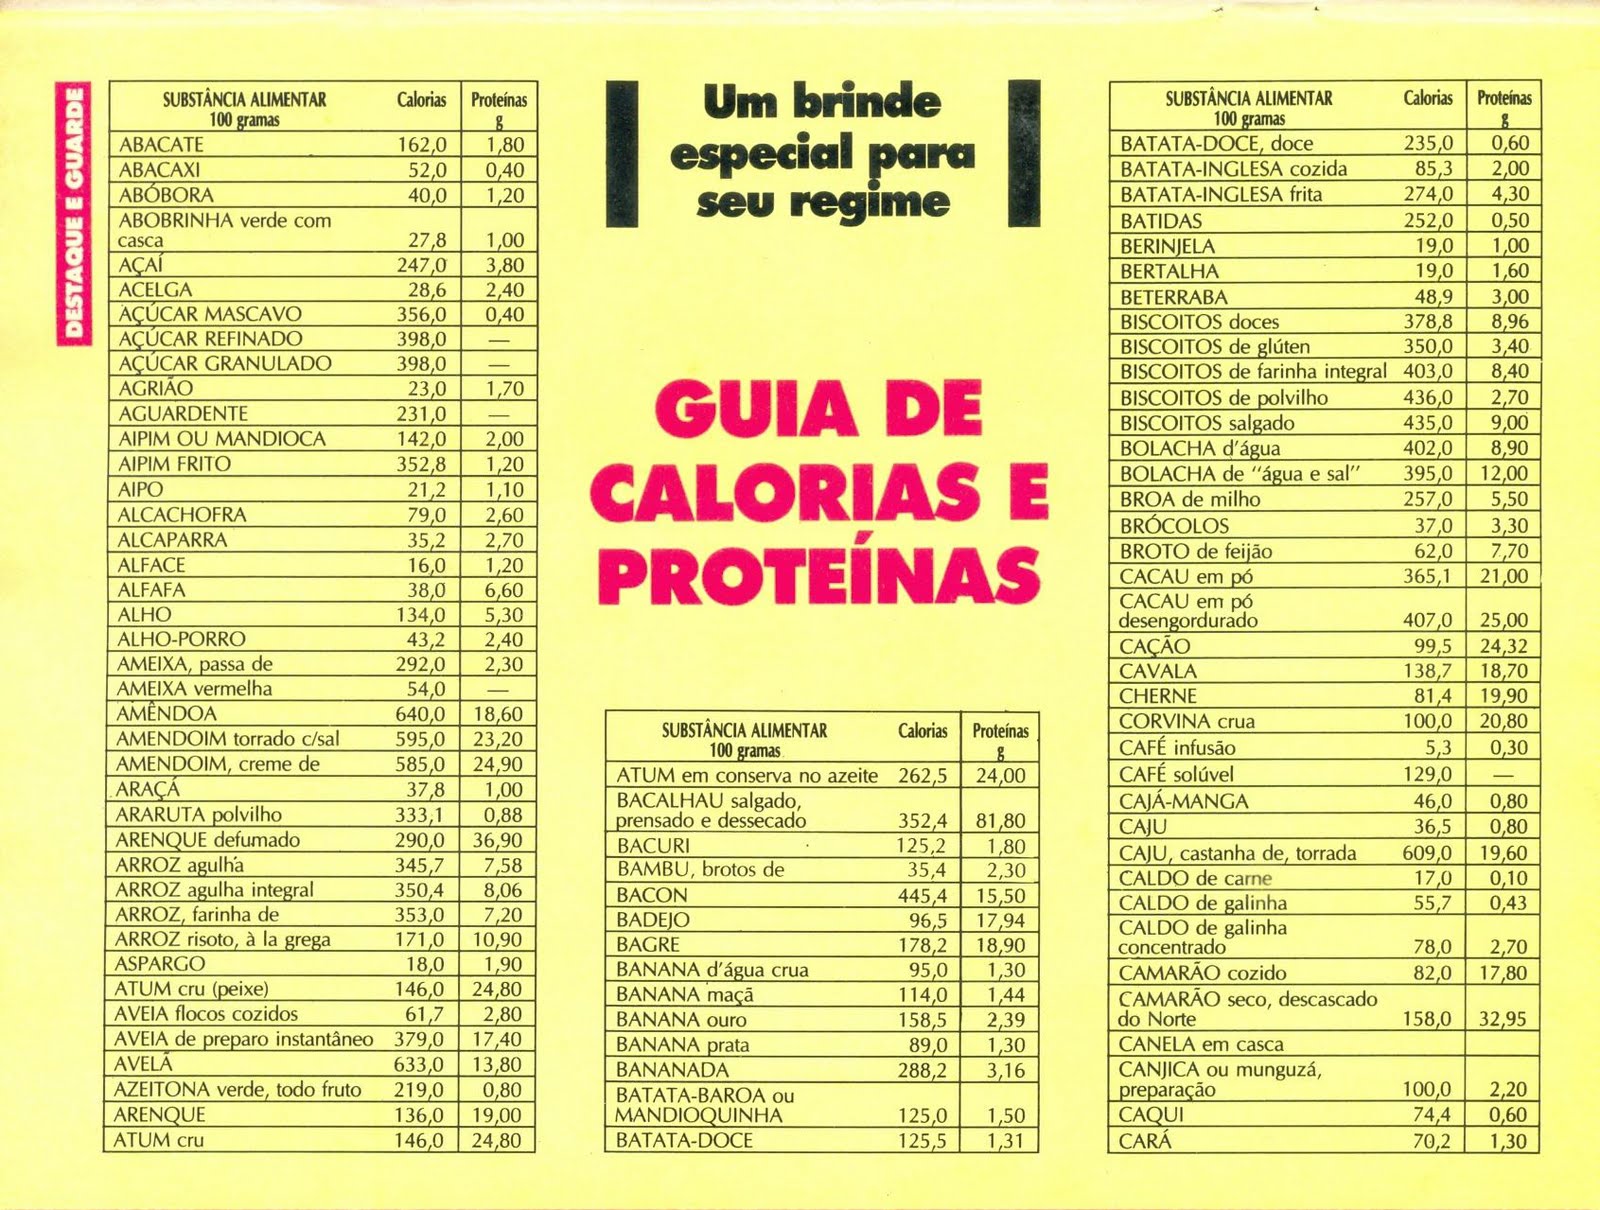 DESTAQUE E GUARDE
SUBSTÂNCIA ALIMENTAR Calorias Proteínas
100 gramas g
ABACATE 162,0 1,80
ABACAXI 52,0 0,40
ABÓBORA 40,0 1,20
ABOBRINHA verde com
casca 27,8 1,00
AÇAÍ 247,0 3,80
ACELGA 28,6 2,40
AÇÚCAR MASCAVO 356,0 0,40
AÇÚCAR REFINADO 398,0 —
AÇÚCAR GRANULADO 398,0 —
AGRIÃO 23,0 1,70
AGUARDENTE 231,0 —
AIPIM OU MANDIOCA 142,0 2,00
AIPIM FRITO 352,8 1,20
AIPO 21,2 1,10
ALCACHOFRA 79,0 2,60
ALCAPARRA 35,2 2,70
ALFACE 16,0 1,20
ALFAFA 38,0 6,60
ALHO 134,0 5,30
ALHO-PORRO 43,2 2,40
AMEIXA, passa de 292,0 2,30
AMEIXA vermelha 54,0 —
AMÊNDOA 640,0 18,60
AMENDOIM torrado c/sal 595,0 23,20
AMENDOIM, creme de 585,0 24,90
ARAÇÁ 37,8 1,00
ARARUTA polvilho 333,1 0,88
ARENQUE defumado 290,0 36,90
ARROZ agulha 345,7 7,58
ARROZ agulha integral 350,4 8,06
ARROZ, farinha de 353,0 7,20
ARROZ risoto, à la grega 171,0 10,90
ASPARGO 18,0 1,90
ATUM cru (peixe) 146,0 24,80
AVEIA flocos cozidos 61,7 2,80
AVEIA de preparo instantâneo 379,0 17,40
AVELÃ 633,0 13,80
AZEITONA verde, todo fruto 219,0 0,80
ARENQUE 136,0 19,00
ATUM cru 146,0 24,80
Um brinde
especial para
seu regime
GUIA DE
CALORIAS E
PROTEÍNAS
SUBSTÂNCIA ALIMENTAR Calorias Proteínas
100 gramas g
ATUM em conserva no azeite 262,5 24,00
BACALHAU salgado,
prensado e dessecado 352,4 81,80
BACURI 125,2 1,80
BAMBU, brotos de 35,4 2,30
BACON 445,4 15,50
BADEJO 96,5 17,94
BAGRE 178,2 18,90
BANANA d'água crua 95,0 1,30
BANANA maçã 114,0 1,44
BANANA ouro 158,5 2,39
BANANA prata 89,0 1,30
BANANADA 288,2 3,16
BATATA-BAROA ou
MANDIOQUINHA 125,0 1,50
BATATA-DOCE 125,5 1,31
SUBSTÂNCIA ALIMENTAR Calorias Proteínas
100 gramas g
BATATA-DOCE, doce 235,0 0,60
BATATA-INGLESA cozida 85,3 2,00
BATATA-INGLESA frita 274,0 4,30
BATIDAS 252,0 0,50
BERINJELA 19,0 1,00
BERTALHA 19,0 1,60
BETERRABA 48,9 3,00
BISCOITOS doces 378,8 8,96
BISCOITOS de glúten 350,0 3,40
BISCOITOS de farinha integral 403,0 8,40
BISCOITOS de polvilho 436,0 2,70
BISCOITOS salgado 435,0 9,00
BOLACHA d'água 402,0 8,90
BOLACHA de "água e sal" 395,0 12,00
BROA de milho 257,0 5,50
BRÓCOLOS 37,0 3,30
BROTO de feijão 62,0 7,70
CACAU em pó 365,1 21,00
CACAU em pó
desengordurado 407,0 25,00
CAÇÃO 99,5 24,32
CAVALA 138,7 18,70
CHERNE 81,4 19,90
CORVINA crua 100,0 20,80
CAFÉ infusão 5,3 0,30
CAFÉ solúvel 129,0 —
CAJÁ-MANGA 46,0 0,80
CAJU 36,5 0,80
CAJU, castanha de, torrada 609,0 19,60
CALDO de carne 17,0 0,10
CALDO de galinha 55,7 0,43
CALDO de galinha
concentrado 78,0 2,70
CAMARÃO cozido 82,0 17,80
CAMARÃO seco, descascado
do Norte 158,0 32,95
CANELA em casca
CANJICA ou munguzá,
preparação 100,0 2,20
CAQUI 74,4 0,60
CARÁ 70,2 1,30